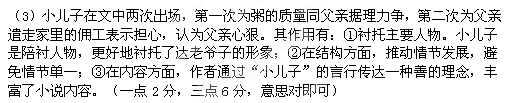 （3）小儿子在文中两次出场，第一次为粥的质量同父亲据理力争，第二次为父亲
遣走家里的佣工表示担心，认为父亲心狠。其作用有：①衬托主要人物。小儿子
是陪衬人物，更好地衬托了达老爷子的形象；②在结构方面，推动情节发展，避
免情节单一；③在内容方面，作者通过“小儿子”的言行传达一种善的理念，丰
富了小说内容。（一点2分，三点6分，意思对即可）